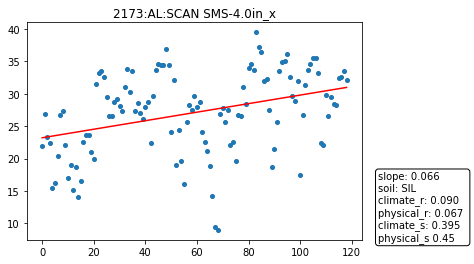 2173:AL:SCAN SMS-4.0in_x
40
35
30
25
20
15
10
0
20
40
60
80
100
120
slope: 0.066
soil: SIL
climate_r: 0.090
physical_r: 0.067
climate_s: 0.395
physical_s 0.45